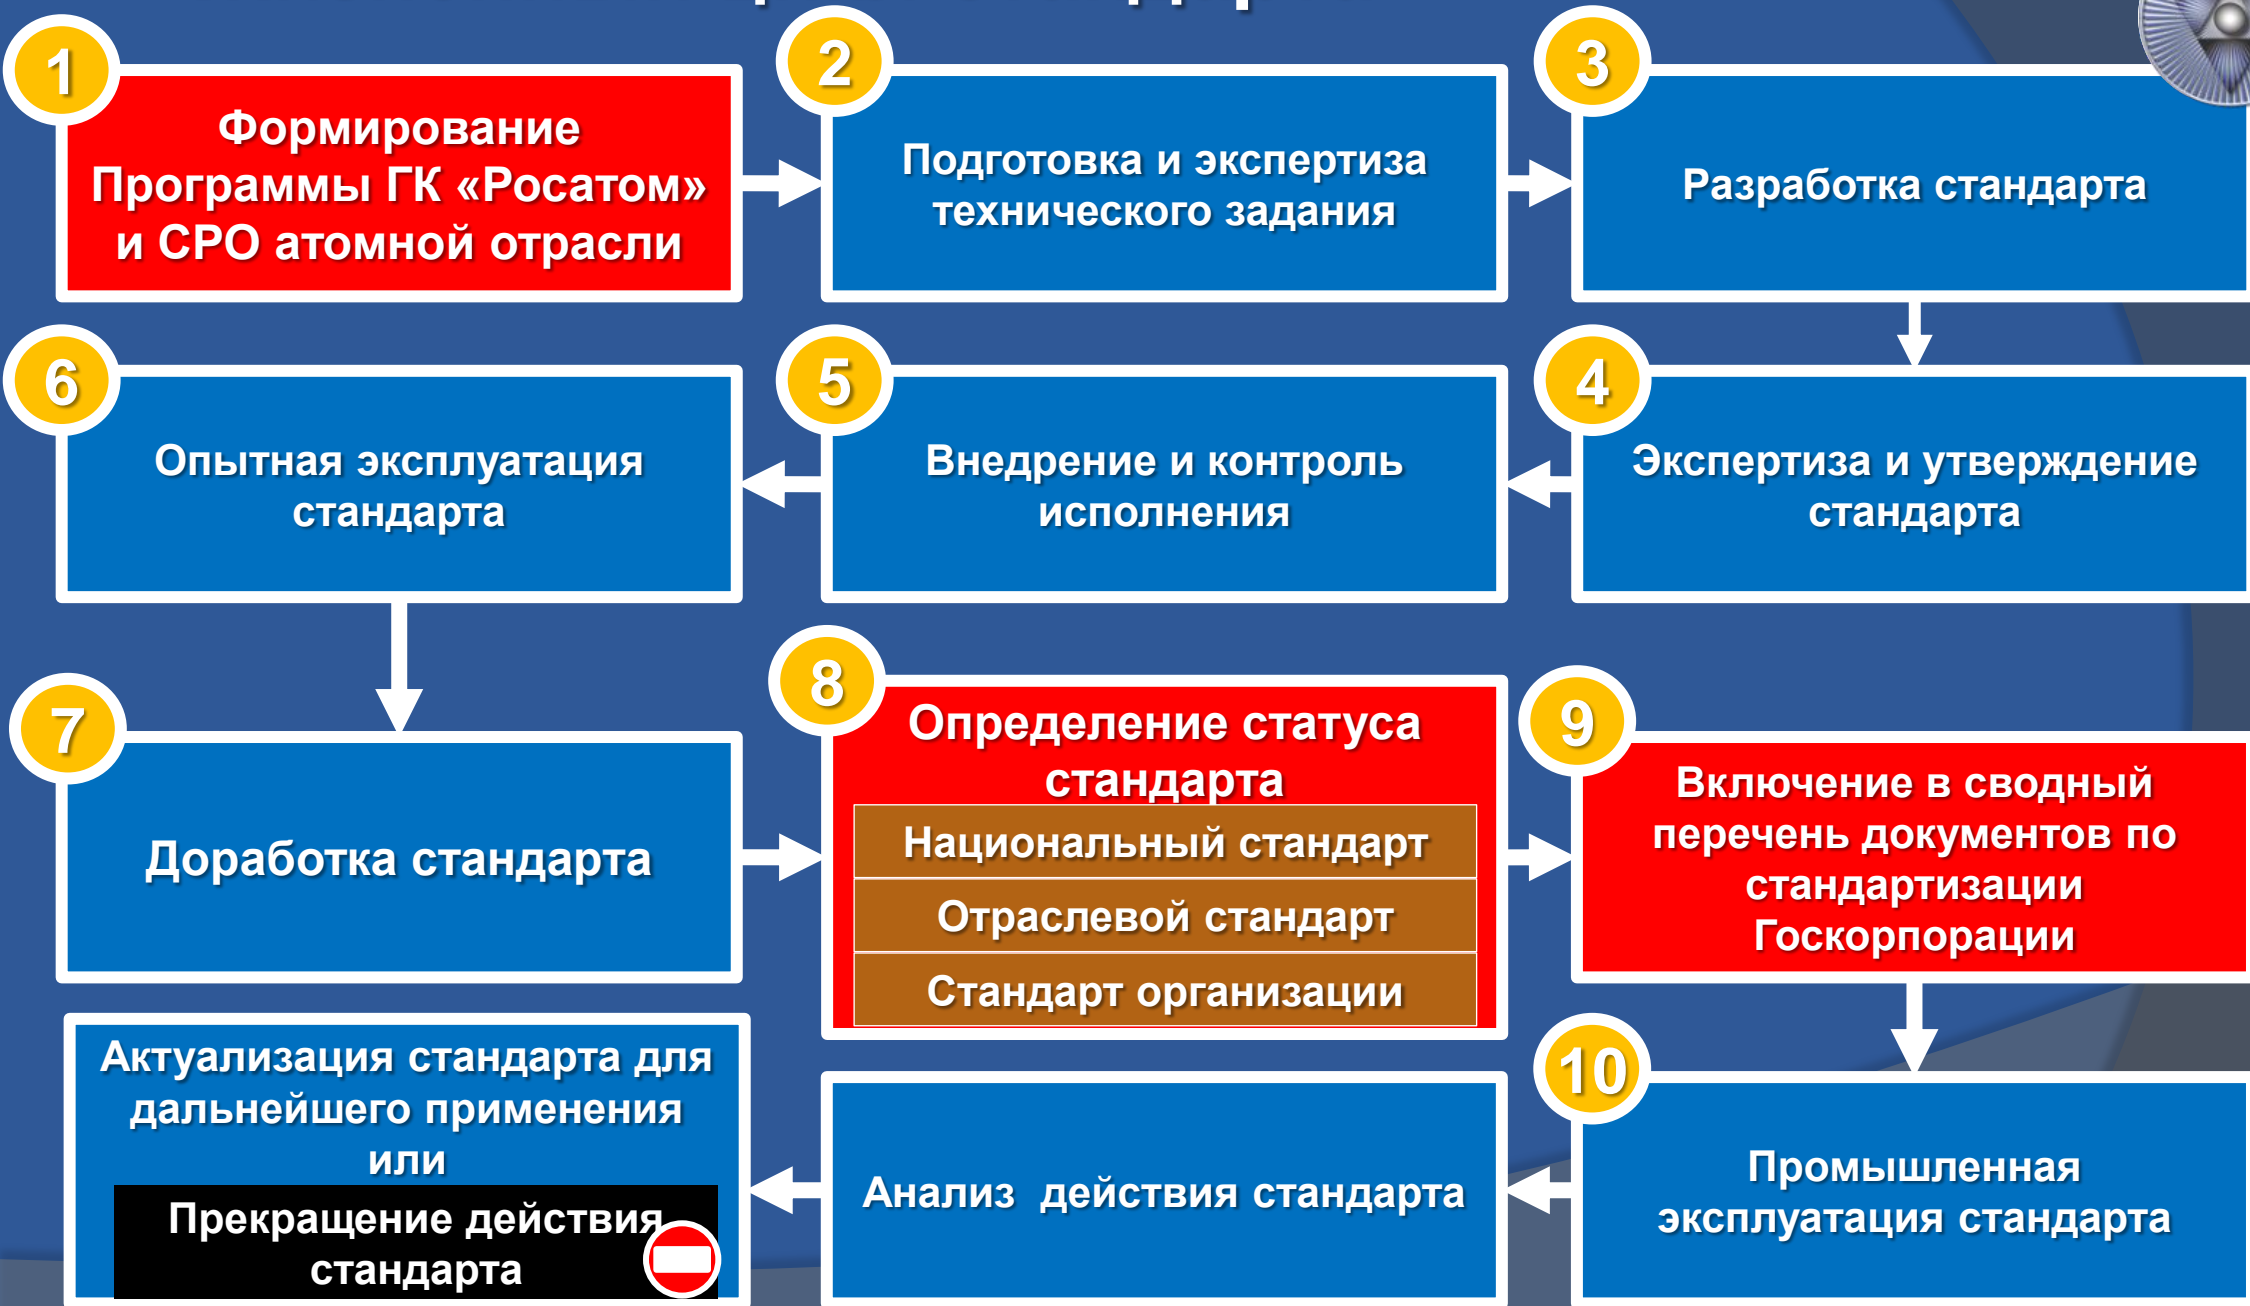 1
Формирование
Программы ГК «Росатом»
и СРО атомной отрасли
2
Подготовка и экспертиза
технического задания
3
Разработка стандарта
6
Опытная эксплуатация
стандарта
5
Внедрение и контроль
исполнения
4
Экспертиза и утверждение
стандарта
7
Доработка стандарта
8
Определение статуса
стандарта
Национальный стандарт
Отраслевой стандарт
Стандарт организации
9
Включение в сводный
перечень документов по
стандартизации
Госкорпорации
Актуализация стандарта для
дальнейшего применения
или
Прекращение действия
стандарта
Анализ действия стандарта
10
Промышленная
эксплуатация стандарта